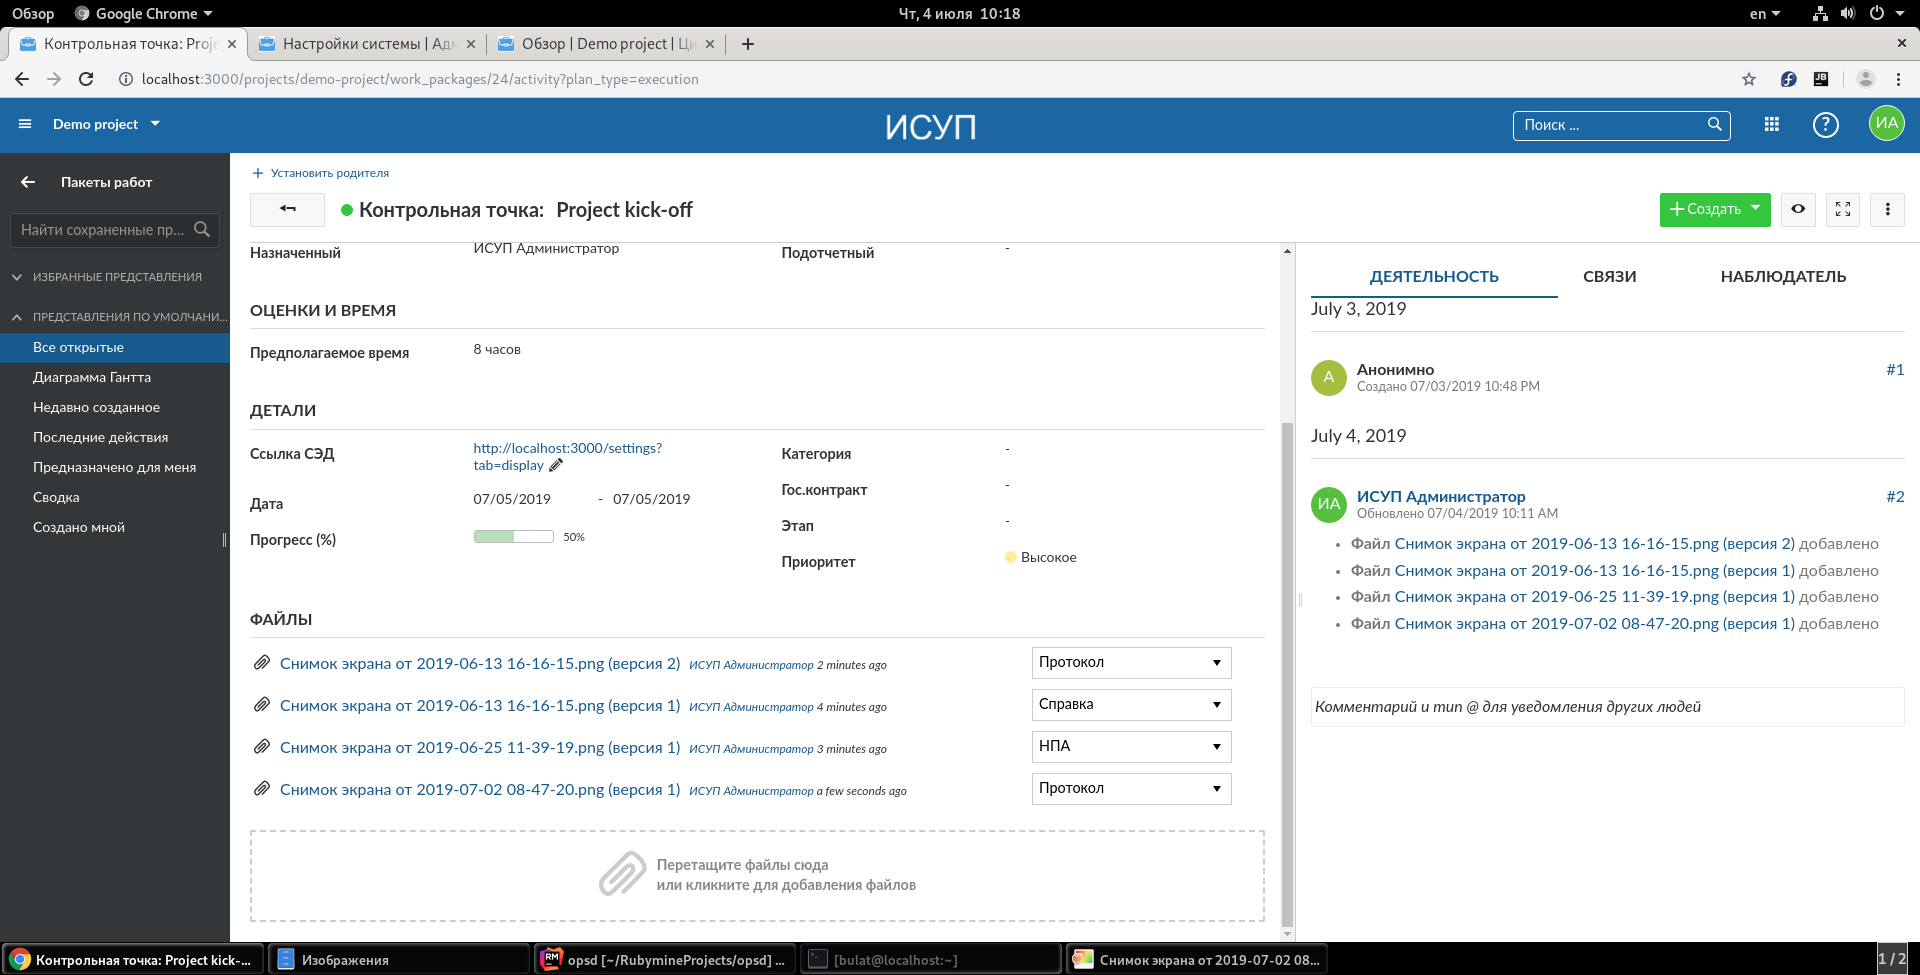 Обзор
Google Chrome
Чт, 4 июля 10:18
en
Контрольная точка: Proje
Настройки системы | Адм
Обзор | Demo project | Ци
localhost:3000/projects/demo-project/work_packages/24/activity?plan_type=execution
JB
Demo project
ИСУП
Поиск ...
?
ИА
Пакеты работ
Найти сохраненные пр...
ИЗБРАННЫЕ ПРЕДСТАВЛЕНИЯ
ПРЕДСТАВЛЕНИЯ ПО УМОЛЧАНИ...
Все открытые
Диаграмма Гантта
Недавно созданное
Последние действия
Предназначено для меня
Сводка
Создано мной
Установить родителя
Контрольная точка: Project kick-off
Создать
Назначенный
ИСУП Администратор
Подотчетный
-
ОЦЕНКИ И ВРЕМЯ
Предполагаемое время
8 часов
ДЕТАЛИ
Ссылка СЭД
http://localhost:3000/settings?
tab=display
Дата
07/05/2019 - 07/05/2019
Прогресс (%)
50%
Категория
-
Гос.контракт
-
Этап
-
Приоритет
Высокое
ФАЙЛЫ
Снимок экрана от 2019-06-13 16-16-15.png (версия 2) ИСУП Администратор 2 minutes ago
Протокол
Снимок экрана от 2019-06-13 16-16-15.png (версия 1) ИСУП Администратор 4 minutes ago
Справка
Снимок экрана от 2019-06-25 11-39-19.png (версия 1) ИСУП Администратор 3 minutes ago
НПА
Снимок экрана от 2019-07-02 08-47-20.png (версия 1) ИСУП Администратор a few seconds ago
Протокол
Перетащите файлы сюда
или кликните для добавления файлов
ДЕЯТЕЛЬНОСТЬ
СВЯЗИ
НАБЛЮДАТЕЛЬ
July 3, 2019
А
Анонимно
#1
Создано 07/03/2019 10:48 PM
July 4, 2019
ИА
ИСУП Администратор
#2
Обновлено 07/04/2019 10:11 AM
Файл Снимок экрана от 2019-06-13 16-16-15.png (версия 2) добавлено
Файл Снимок экрана от 2019-06-13 16-16-15.png (версия 1) добавлено
Файл Снимок экрана от 2019-06-25 11-39-19.png (версия 1) добавлено
Файл Снимок экрана от 2019-07-02 08-47-20.png (версия 1) добавлено
Комментарий и тип @ для уведомления других людей
Контрольная точка: Project kick-...
Изображения
RM
opsd [~/RubymineProjects/opsd] ...
[bulat@localhost:~]
Снимок экрана от 2019-07-02 08...
1 / 2